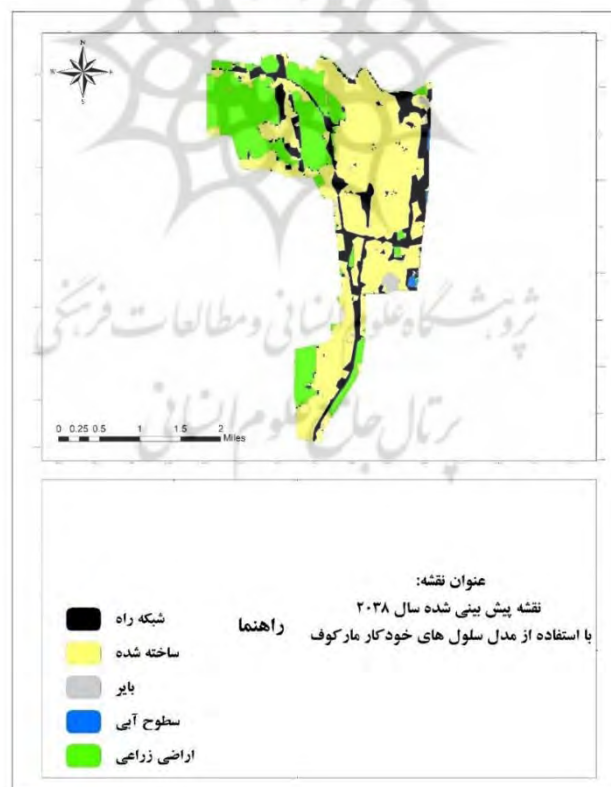 N
W
E
S
پژوهشگاه علوم انسانی و مطالعات فرهنگی
پرتال جامع علوم انسانی
0 0.25 0.5 1 1.5 2
Miles
عنوان نقشه:
نقشه پیش بینی شده سال ۲۰۳۸
با استفاده از مدل سلول های خودکار مارکوف
راهنما
شبکه راه
ساخته شده
بایر
سطوح آبی
اراضی زراعی